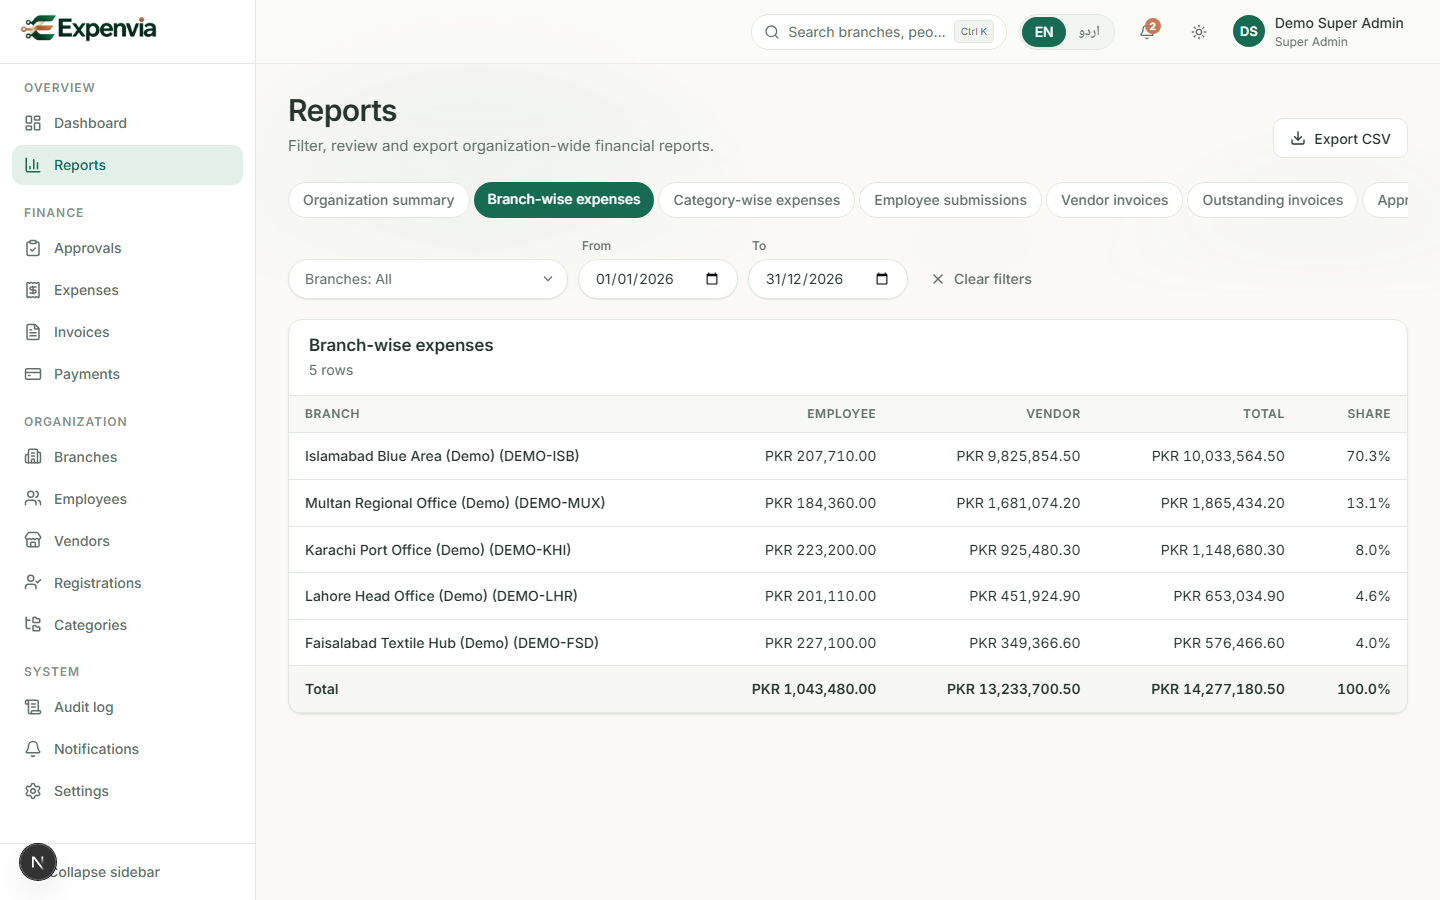 Expenvia
Search branches, peo... Ctrl K
EN اردو
2
DS
Demo Super Admin
Super Admin
OVERVIEW
Dashboard
Reports
FINANCE
Approvals
Expenses
Invoices
Payments
ORGANIZATION
Branches
Employees
Vendors
Registrations
Categories
SYSTEM
Audit log
Notifications
Settings
N
Collapse sidebar
Reports
Filter, review and export organization-wide financial reports.
Export CSV
Organization summary Branch-wise expenses Category-wise expenses Employee submissions Vendor invoices Outstanding invoices Appr
From To
Branches: All 01/01/2026 31/12/2026 Clear filters
Branch-wise expenses
5 rows
BRANCH EMPLOYEE VENDOR TOTAL SHARE
Islamabad Blue Area (Demo) (DEMO-ISB) PKR 207,710.00 PKR 9,825,854.50 PKR 10,033,564.50 70.3%
Multan Regional Office (Demo) (DEMO-MUX) PKR 184,360.00 PKR 1,681,074.20 PKR 1,865,434.20 13.1%
Karachi Port Office (Demo) (DEMO-KHI) PKR 223,200.00 PKR 925,480.30 PKR 1,148,680.30 8.0%
Lahore Head Office (Demo) (DEMO-LHR) PKR 201,110.00 PKR 451,924.90 PKR 653,034.90 4.6%
Faisalabad Textile Hub (Demo) (DEMO-FSD) PKR 227,100.00 PKR 349,366.60 PKR 576,466.60 4.0%
Total PKR 1,043,480.00 PKR 13,233,700.50 PKR 14,277,180.50 100.0%